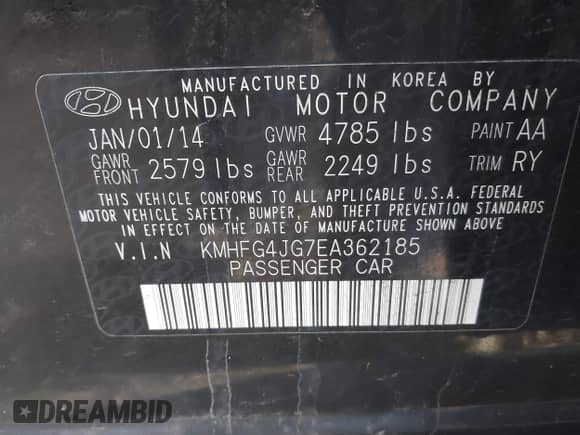 MANUFACTURED IN KOREA BY
HYUNDAI MOTOR COMPANY
JAN/01/14 GVWR 4785 lbs PAINT AA
GAWR FRONT 2579 lbs GAWR REAR 2249 lbs TRIM RY
THIS VEHICLE CONFORMS TO ALL APPLICABLE U.S.A. FEDERAL
MOTOR VEHICLE SAFETY, BUMPER, AND THEFT PREVENTION STANDARDS
IN EFFECT ON THE DATE OF MANUFACTURE SHOWN ABOVE
V.I.N KMHFG4JG7EA362185
PASSENGER CAR
DREAMBID